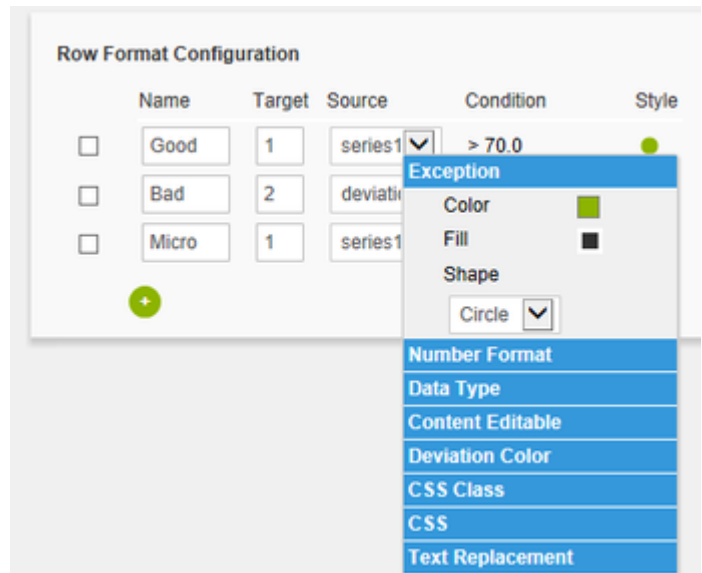 Row Format Configuration
Name Target Source Condition Style
Good 1 series1 > 70.0
Exception
Bad 2
Color
Fill
Micro 1 series1
Shape
Circle
Number Format
Data Type
Content Editable
Deviation Color
CSS Class
CSS
Text Replacement